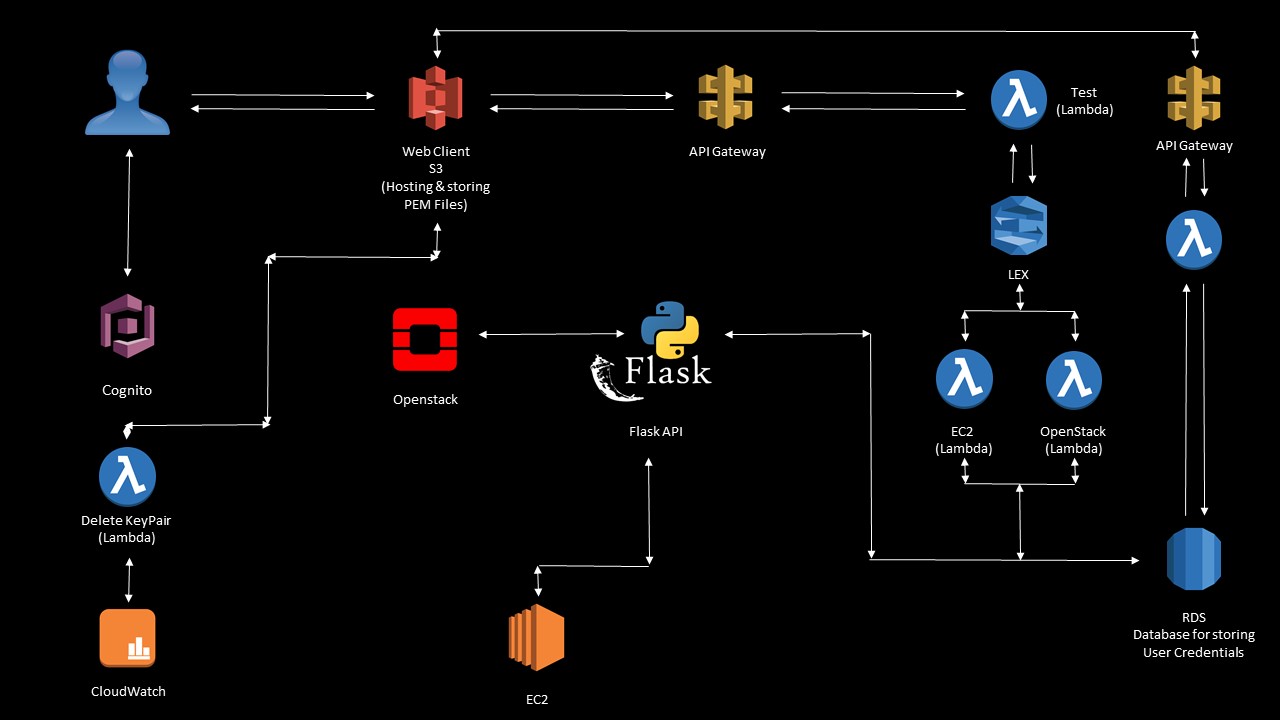 Test
(Lambda)
Web Client
S3
(Hosting & storing
PEM Files)
API Gateway
API Gateway
LEX
Cognito
Openstack
Flask
Flask API
EC2
(Lambda)
OpenStack
(Lambda)
Delete KeyPair
(Lambda)
RDS
Database for storing
User Credentials
CloudWatch
EC2